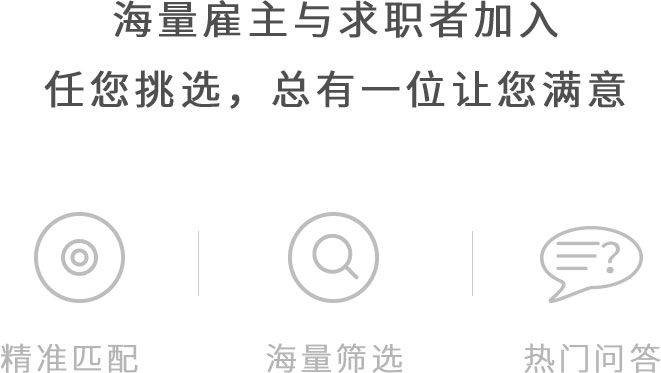 海量雇主与求职者加入
任您挑选，总有一位让您满意
精准匹配
海量筛选
热门问答